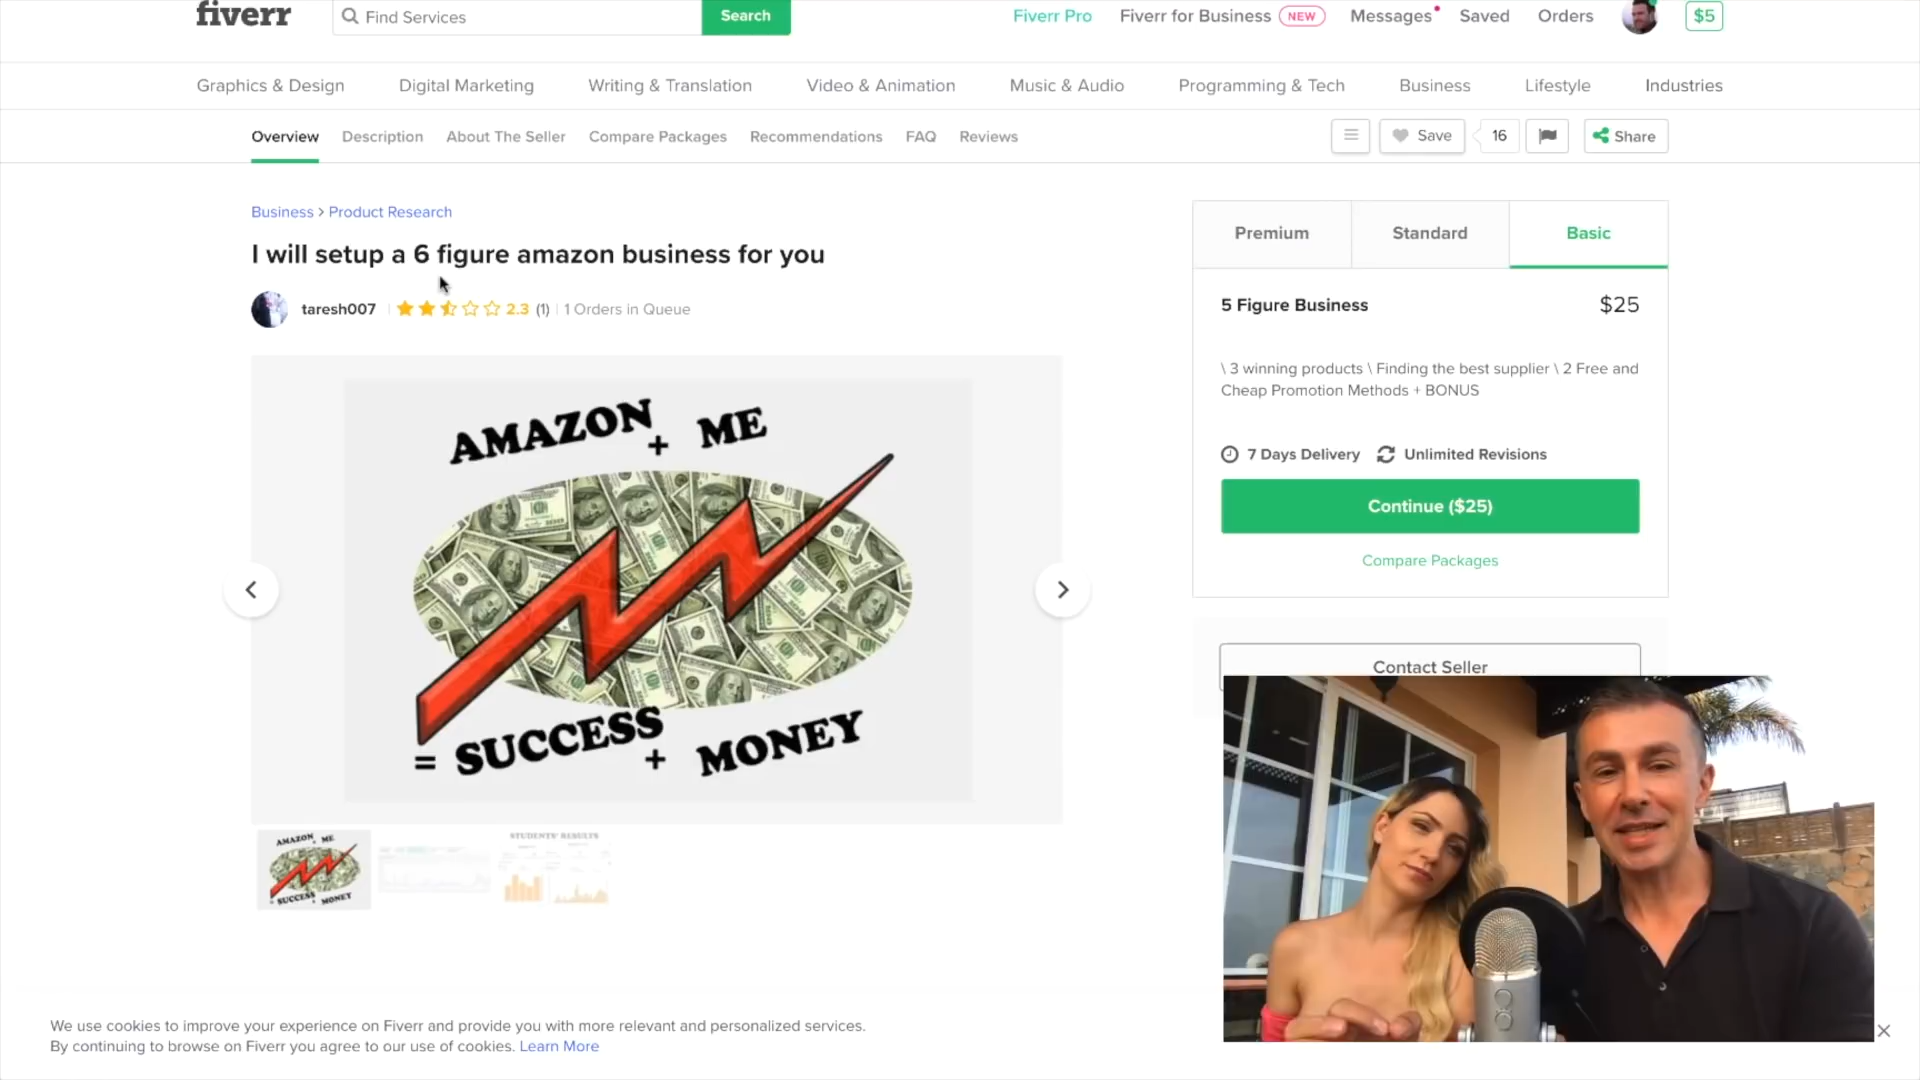 fiverr
Find Services
Search
Fiverr Pro
Fiverr for Business NEW
Messages
Saved
Orders
$5
Graphics & Design
Digital Marketing
Writing & Translation
Video & Animation
Music & Audio
Programming & Tech
Business
Lifestyle
Industries
Overview
Description
About The Seller
Compare Packages
Recommendations
FAQ
Reviews
Save
16
Share
Business > Product Research
I will setup a 6 figure amazon business for you
taresh007
2.3 (1)
1 Orders in Queue
AMAZON + ME
= SUCCESS + MONEY
AMAZON + ME
= SUCCESS + MONEY
STUDENTS' RESULTS
Premium
Standard
Basic
5 Figure Business
$25
\ 3 winning products \ Finding the best supplier \ 2 Free and
Cheap Promotion Methods + BONUS
7 Days Delivery
Unlimited Revisions
Continue ($25)
Compare Packages
Contact Seller
We use cookies to improve your experience on Fiverr and provide you with more relevant and personalized services.
By continuing to browse on Fiverr you agree to our use of cookies. Learn More